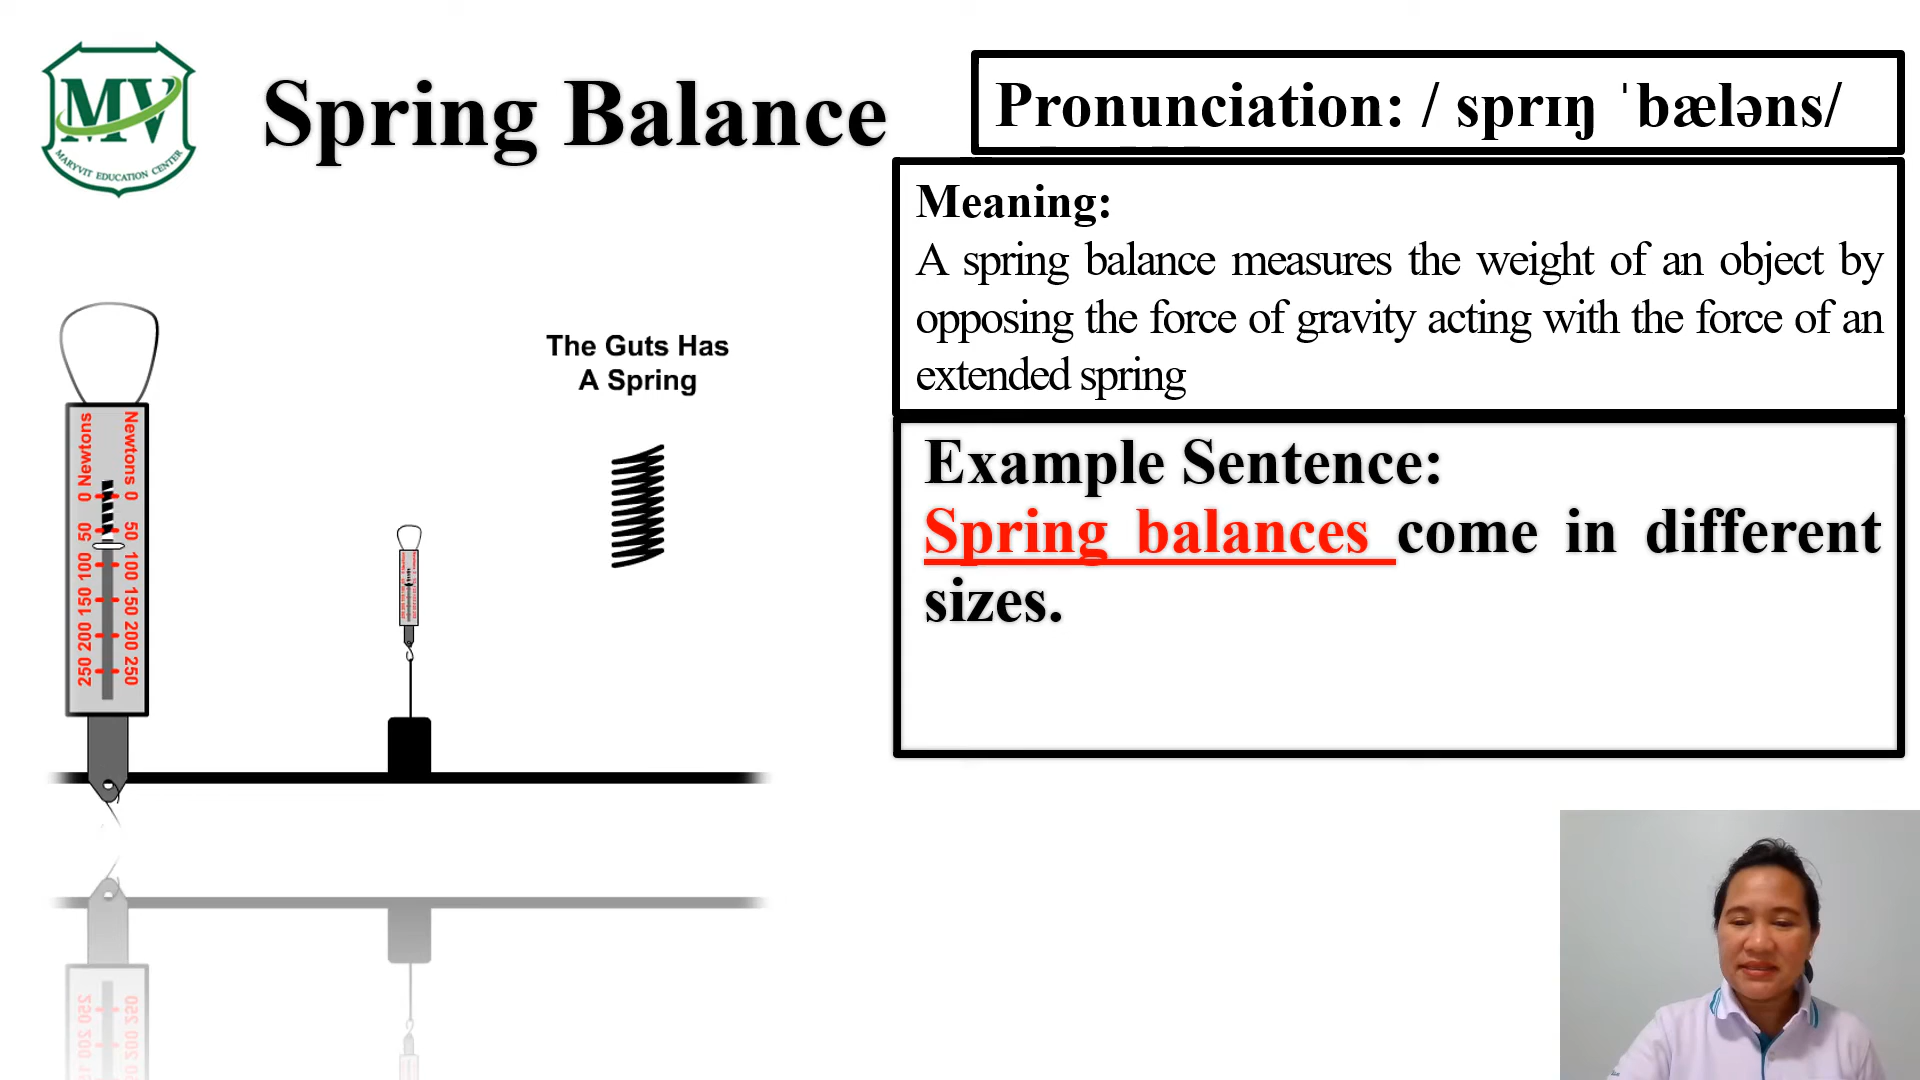 MV
MARYVIT EDUCATION CENTER
Spring Balance
Pronunciation: / sprɪŋ ˈbæləns/
Meaning:
A spring balance measures the weight of an object by
opposing the force of gravity acting with the force of an
extended spring
Example Sentence:
Spring balances come in different
sizes.
The Guts Has
A Spring
Newtons Newtons
0 0
50 50
100 100
150 150
200 200
250 250